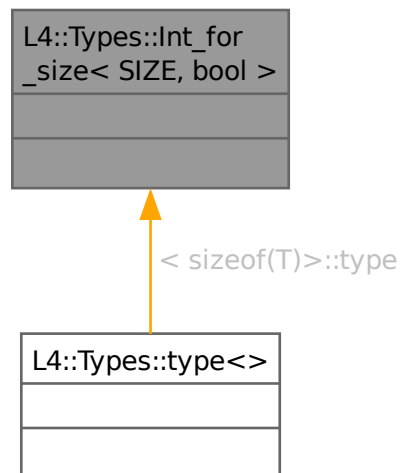 L4::Types::Int_for
_size< SIZE, bool >
< sizeof(T)>::type
L4::Types::type<>